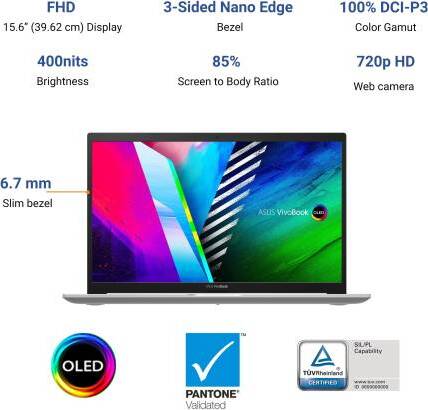 FHD
15.6” (39.62 cm) Display
3-Sided Nano Edge
Bezel
100% DCI-P3
Color Gamut
400nits
Brightness
85%
Screen to Body Ratio
720p HD
Web camera
6.7 mm
Slim bezel
ASUS VivoBook OLED
OLED
PANTONE®
Validated
TÜVRheinland
CERTIFIED
SIL/PL
Capability
www.tuv.com
ID 0600000000